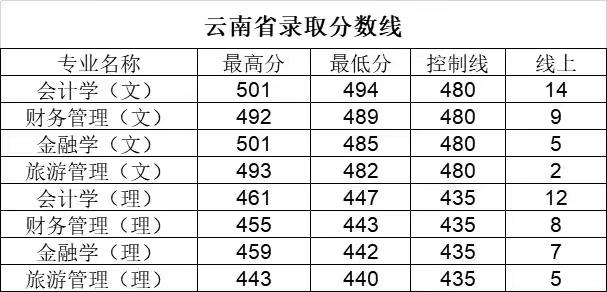 云南省录取分数线
专业名称 最高分 最低分 控制线 线上
会计学（文） 501 494 480 14
财务管理（文） 492 489 480 9
金融学（文） 501 485 480 5
旅游管理（文） 493 482 480 2
会计学（理） 461 447 435 12
财务管理（理） 455 443 435 8
金融学（理） 459 442 435 7
旅游管理（理） 443 440 435 5